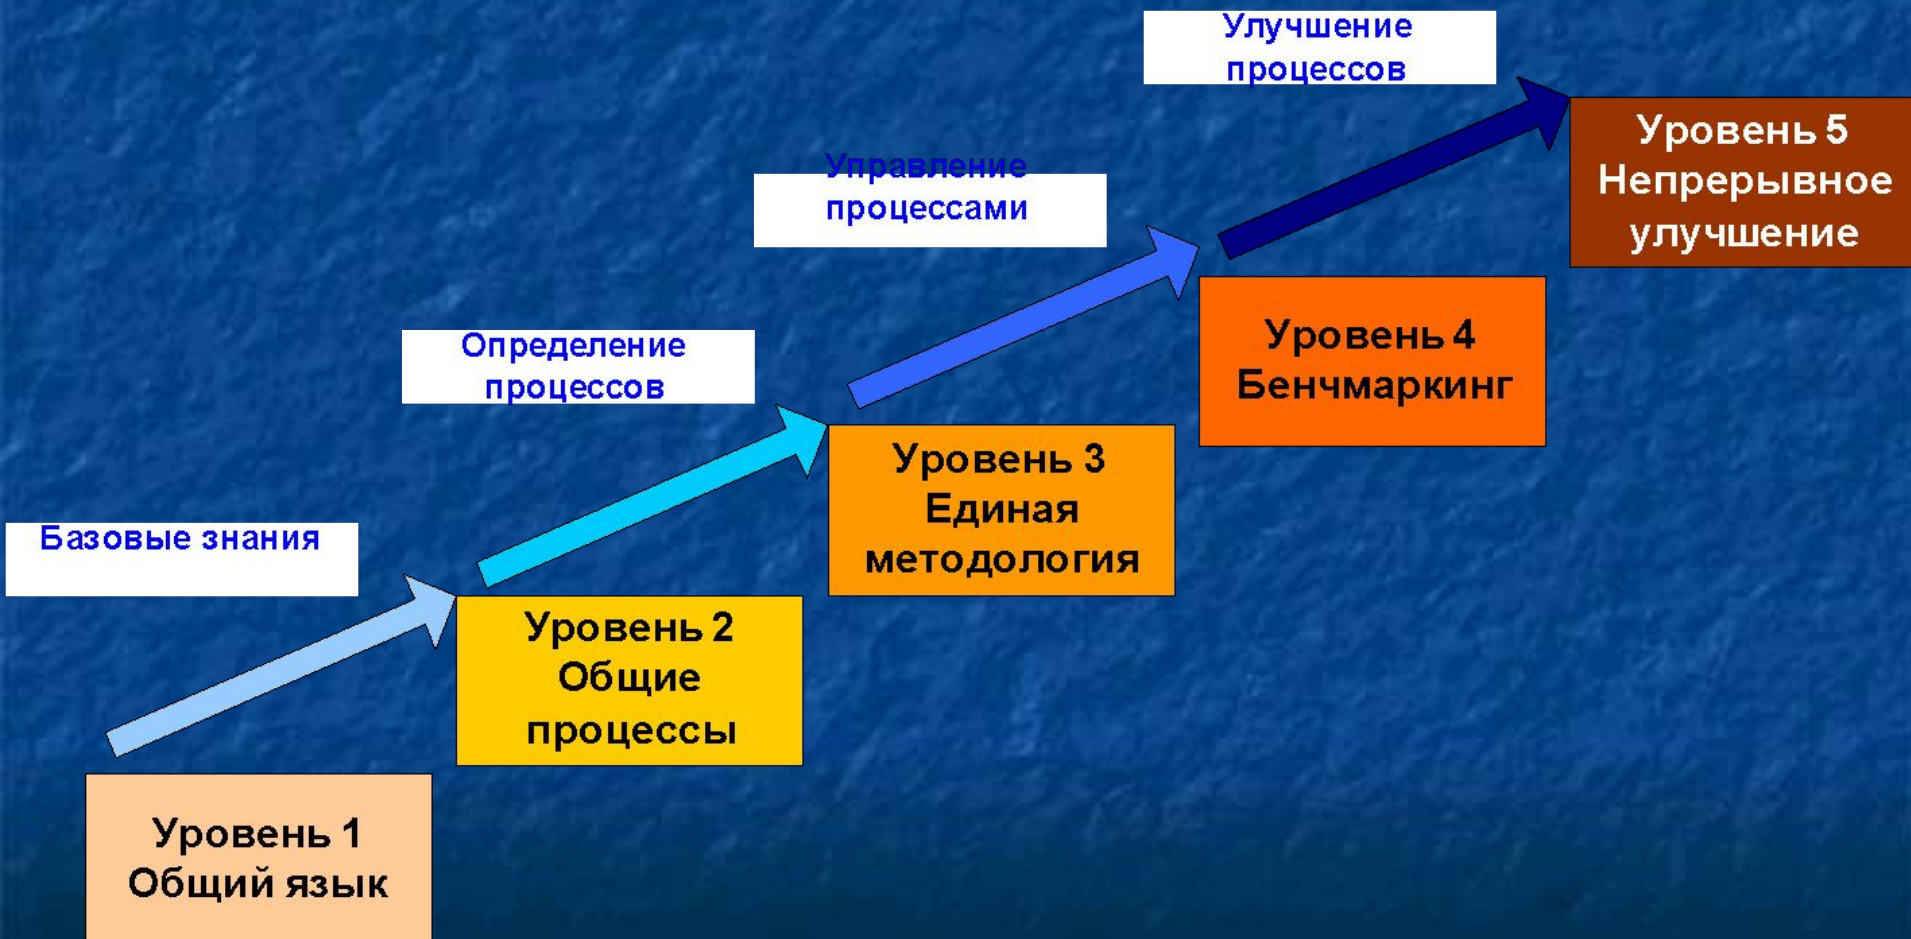 Улучшение
процессов
Уровень 5
Непрерывное
улучшение
Управление
процессами
Уровень 4
Бенчмаркинг
Определение
процессов
Уровень 3
Единая
методология
Базовые знания
Уровень 2
Общие
процессы
Уровень 1
Общий язык